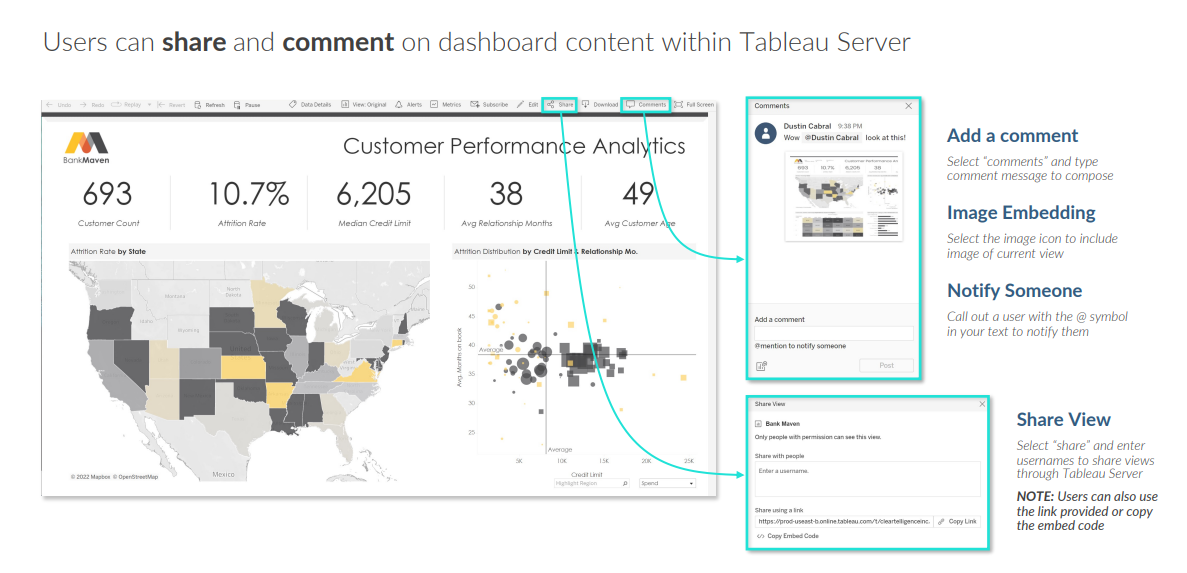 Users can share and comment on dashboard content within Tableau Server
Undo Redo Replay Revert Refresh Pause Data Details View: Original Alerts Metrics Subscribe Edit Share Download Comments Full Screen
BankMaven
Customer Performance Analytics
693 10.7% 6,205 38 49
Customer Count Attrition Rate Median Credit Limit Avg Relationship Months Avg Customer Age
Attrition Rate by State
Montana
North
Dakota
Idaho
Wyoming
Mexico
© 2022 Mapbox © OpenStreetMap
Attrition Distribution by Credit Limit & Relationship Mo.
Avg. Months on book
50
45
40
35
30
25
Average
Average
5K 10K 15K 20K 25K
Credit Limit
Highlight Region
Spend
Comments
Dustin Cabral 9:38 PM
Wow @Dustin Cabral look at this!
Add a comment
@mention to notify someone
Post
Add a comment
Select “comments” and type
comment message to compose
Image Embedding
Select the image icon to include
image of current view
Notify Someone
Call out a user with the @ symbol
in your text to notify them
Share View
Bank Maven
Only people with permission can see this view.
Share with people
Enter a username.
Share using a link
https://prod-useast-b.online.tableau.com/t/cleartelligenceinc. Copy Link
Copy Embed Code
Share View
Select “share” and enter
usernames to share views
through Tableau Server
NOTE: Users can also use
the link provided or copy
the embed code